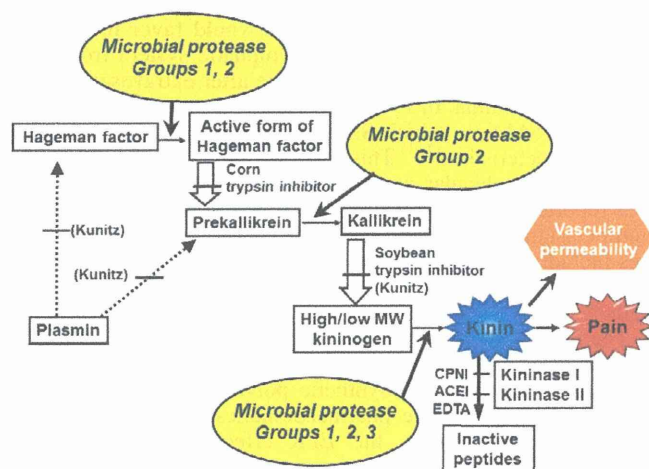 Microbial protease
Groups 1, 2
Hageman factor
Active form of
Hageman factor
Microbial protease
Group 2
Corn
trypsin inhibitor
Prekallikrein
Kallikrein
Vascular
permeability
(Kunitz)
(Kunitz)
Soybean
trypsin inhibitor
(Kunitz)
Plasmin
High/low MW
kininogen
Kinin
Pain
CPNI
ACEI
EDTA
Kininase I
Kininase II
Microbial protease
Groups 1, 2, 3
Inactive
peptides